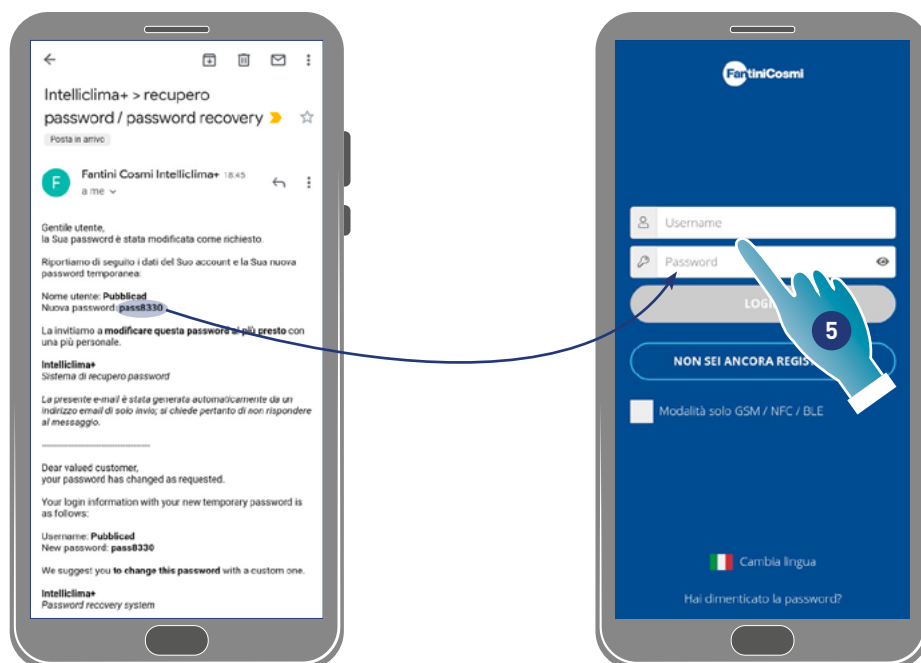 Intelliclima+ > recupero
password / password recovery
Posta in arrivo
F
Fantini Cosmi Intelliclima+ 18:45
a me
Gentile utente,
la Sua password è stata modificata come richiesto.
Riportiamo di seguito i dati del Suo account e la Sua nuova
password temporanea:
Nome utente: Pubblicad
Nuova password: pass8330
La invitiamo a modificare questa password al più presto con
una più personale.
Intelliclima+
Sistema di recupero password
La presente e-mail è stata generata automaticamente da un
indirizzo email di solo invio; si chiede pertanto di non rispondere
al messaggio.
Dear valued customer,
your password has changed as requested.
Your login information with your new temporary password is
as follows:
Username: Pubblicad
New password: pass8330
We suggest you to change this password with a custom one.
Intelliclima+
Password recovery system
FantiniCosmi
Username
Password
LOGI
5
NON SEI ANCORA REGIS
Modalità solo GSM / NFC / BLE
Cambia lingua
Hai dimenticato la password?